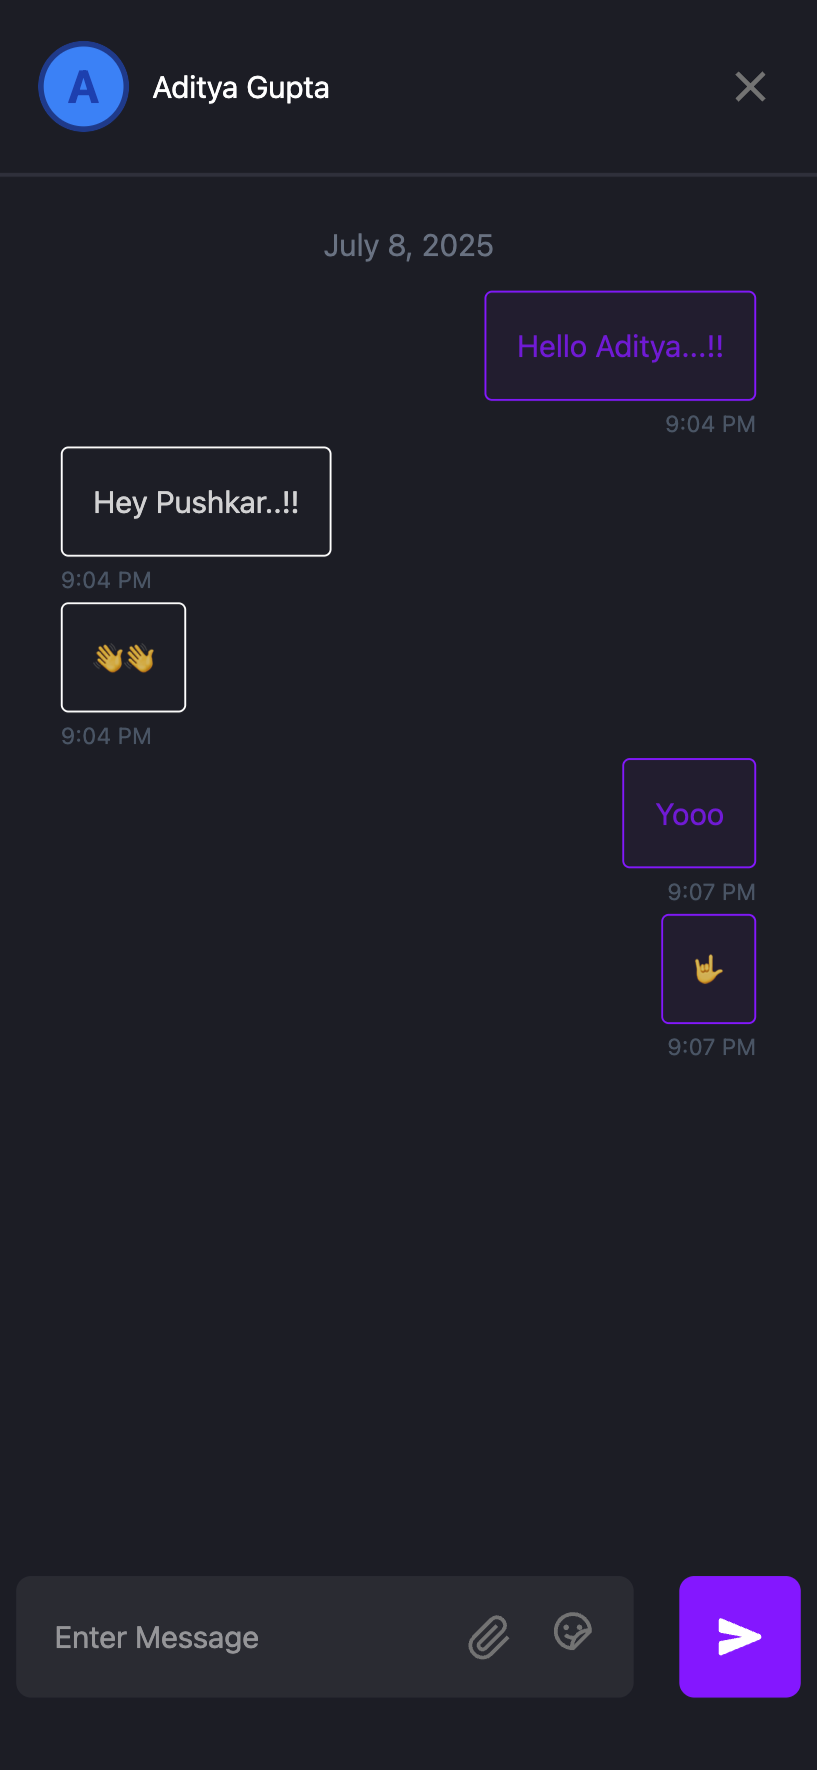 A
Aditya Gupta
July 8, 2025
Hello Aditya...!!
9:04 PM
Hey Pushkar..!!
9:04 PM
👋👋
9:04 PM
Yooo
9:07 PM
🤟
9:07 PM
Enter Message